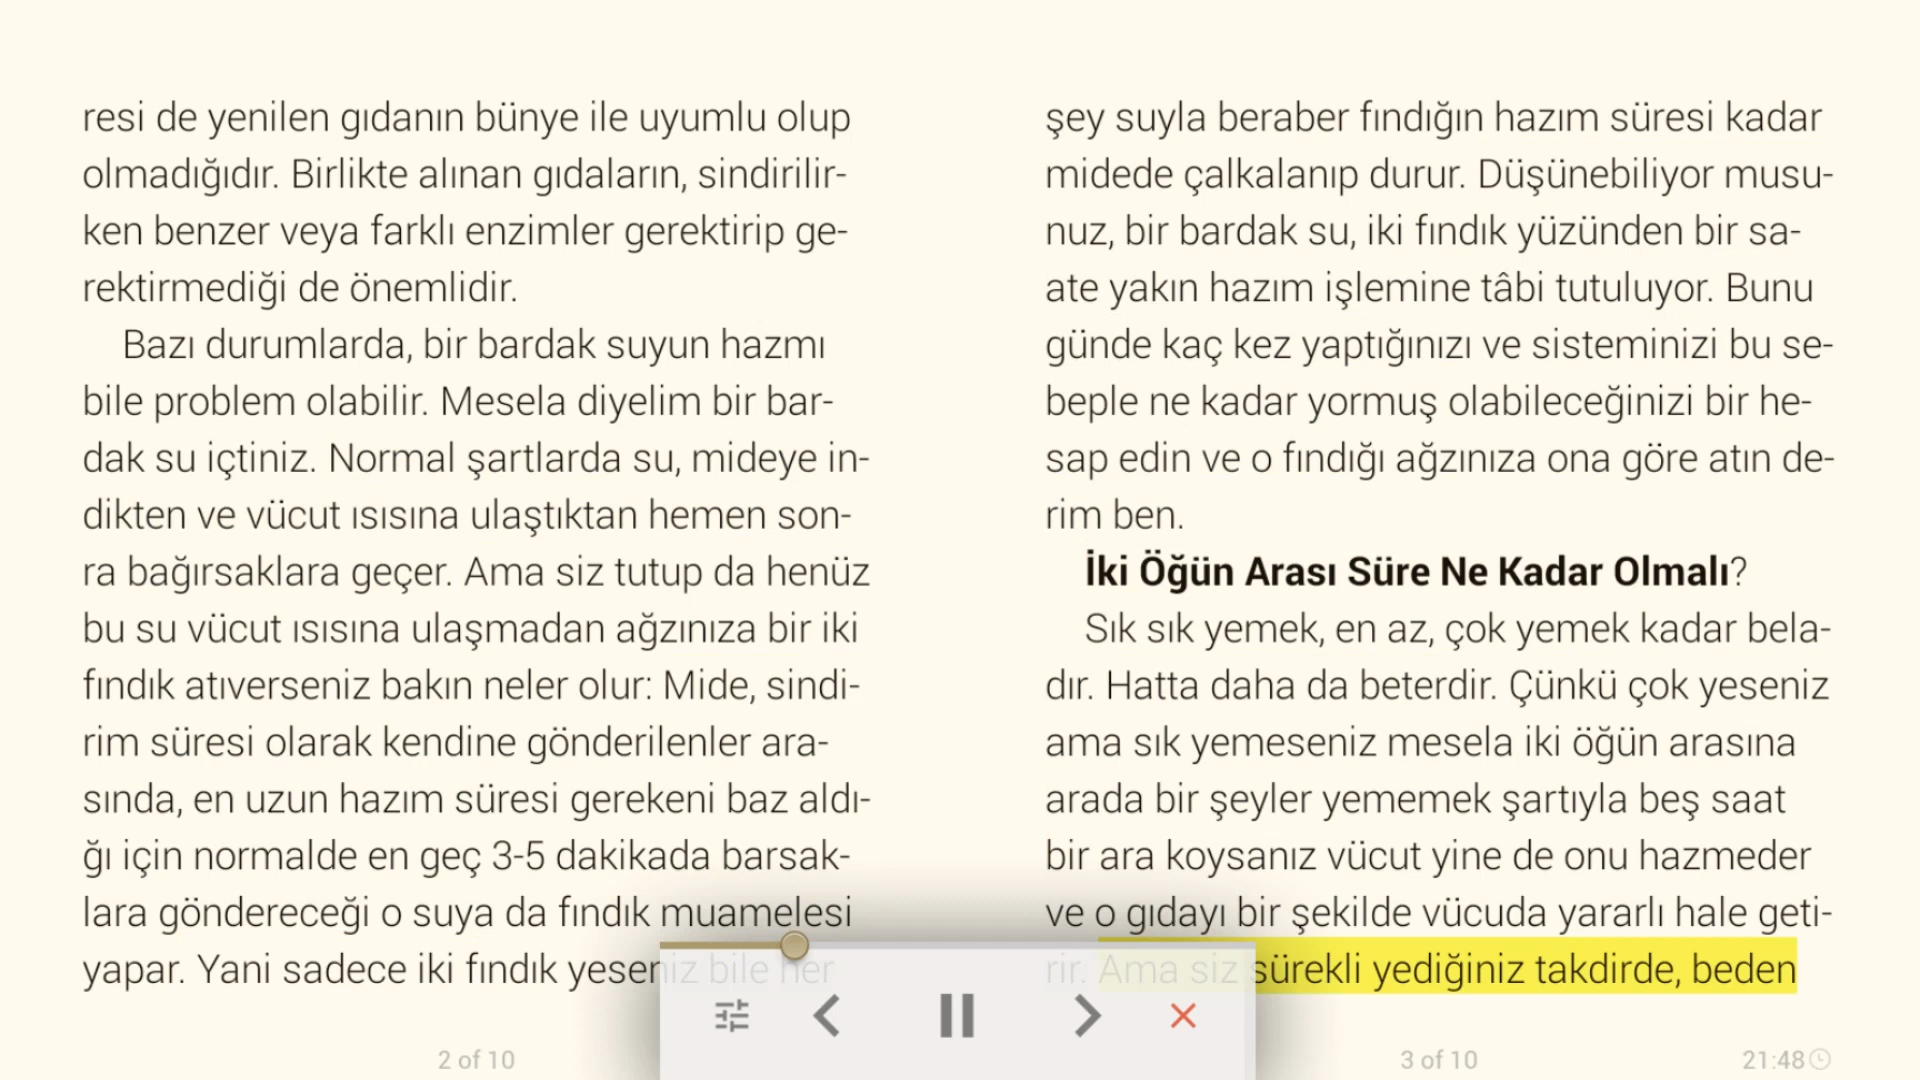 resi de yenilen gıdanın bünye ile uyumlu olup
olmadığıdır. Birlikte alınan gıdaların, sindirilir-
ken benzer veya farklı enzimler gerektirip ge-
rektirmediği de önemlidir.
Bazı durumlarda, bir bardak suyun hazmı
bile problem olabilir. Mesela diyelim bir bar-
dak su içtiniz. Normal şartlarda su, mideye in-
dikten ve vücut ısısına ulaştıktan hemen son-
ra bağırsaklara geçer. Ama siz tutup da henüz
bu su vücut ısısına ulaşmadan ağzınıza bir iki
fındık atıverseniz bakın neler olur: Mide, sindi-
rim süresi olarak kendine gönderilenler ara-
sında, en uzun hazım süresi gerekeni baz aldı-
ğı için normalde en geç 3-5 dakikada barsak-
lara göndereceği o suya da fındık muamelesi
yapar. Yani sadece iki fındık yeseniz bile her
2 of 10
şey suyla beraber fındığın hazım süresi kadar
midede çalkalanıp durur. Düşünebiliyor musu-
nuz, bir bardak su, iki fındık yüzünden bir sa-
ate yakın hazım işlemine tâbi tutuluyor. Bunu
günde kaç kez yaptığınızı ve sisteminizi bu se-
beple ne kadar yormuş olabileceğinizi bir he-
sap edin ve o fındığı ağzınıza ona göre atın de-
rim ben.
İki Öğün Arası Süre Ne Kadar Olmalı?
Sık sık yemek, en az, çok yemek kadar bela-
dır. Hatta daha da beterdir. Çünkü çok yeseniz
ama sık yemeseniz mesela iki öğün arasına
arada bir şeyler yememek şartıyla beş saat
bir ara koysanız vücut yine de onu hazmeder
ve o gıdayı bir şekilde vücuda yararlı hale geti-
rir. Ama siz sürekli yediğiniz takdirde, beden
3 of 10
21:48